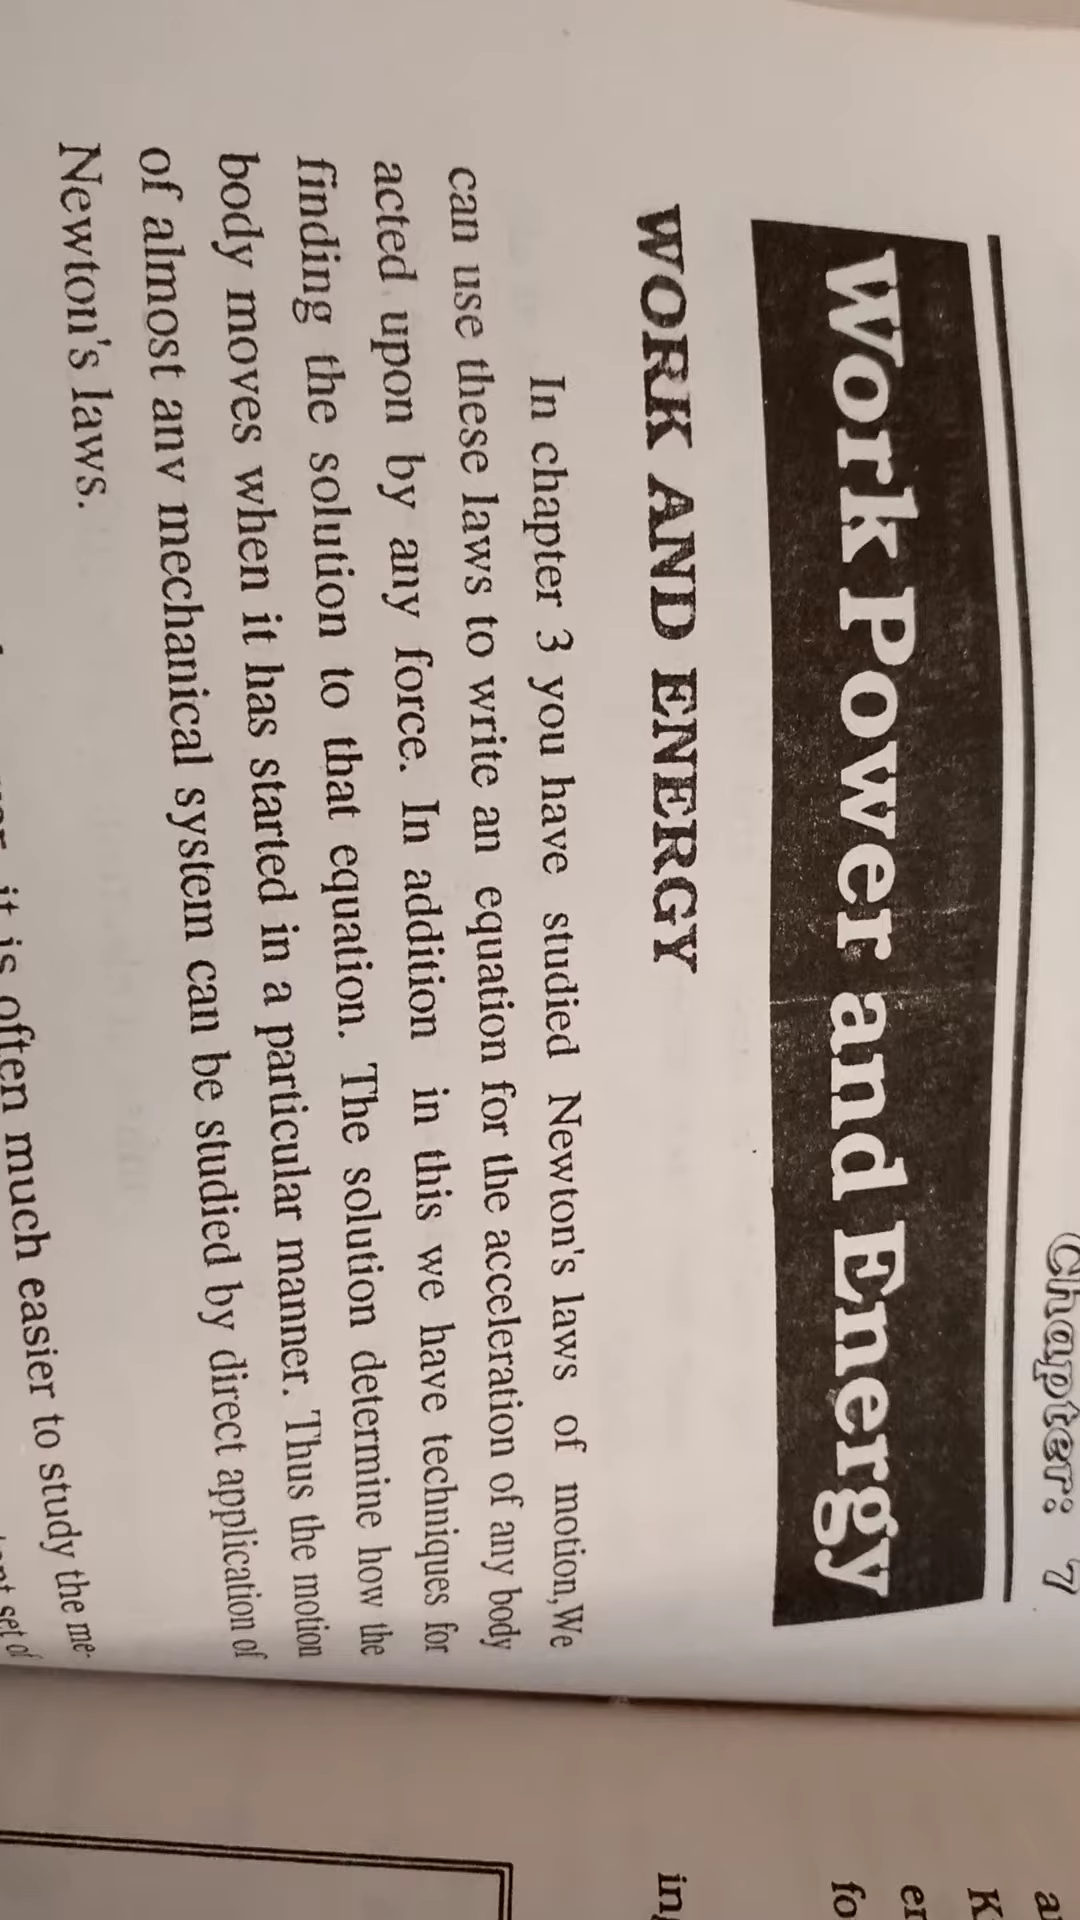 Chapter: 7
Work Power and Energy
WORK AND ENERGY
In chapter 3 you have studied Newton's laws of motion,We
can use these laws to write an equation for the acceleration of any body
acted upon by any force. In addition in this we have techniques for
finding the solution to that equation. The solution determine how the
body moves when it has started in a particular manner. Thus the motion
of almost anv mechanical system can be studied by direct application of
Newton's laws.
it is often much easier to study the me-
set of